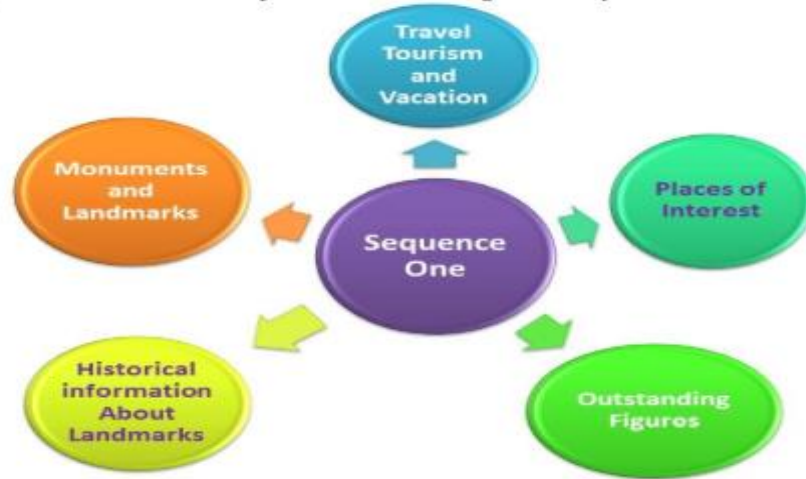 Travel
Tourism
and
Vacation
Monuments
and
Landmarks
Places of
Interest
Sequence
One
Historical
information
About
Landmarks
Outstanding
Figures